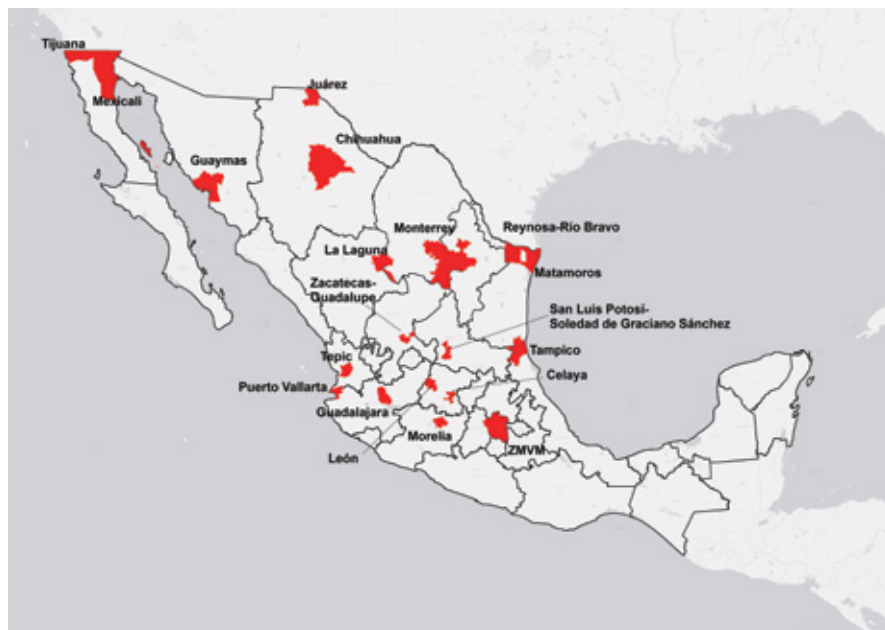 Tijuana
Mexicali
Juárez
Chihuahua
Guaymas
Monterrey
Reynosa-Río Bravo
La Laguna
Matamoros
Zacatecas-
Guadalupe
San Luis Potosí-
Soledad de Graciano Sánchez
Tepic
Tampico
Puerto Vallarta
Celaya
Guadalajara
Morelia
León
ZMVM